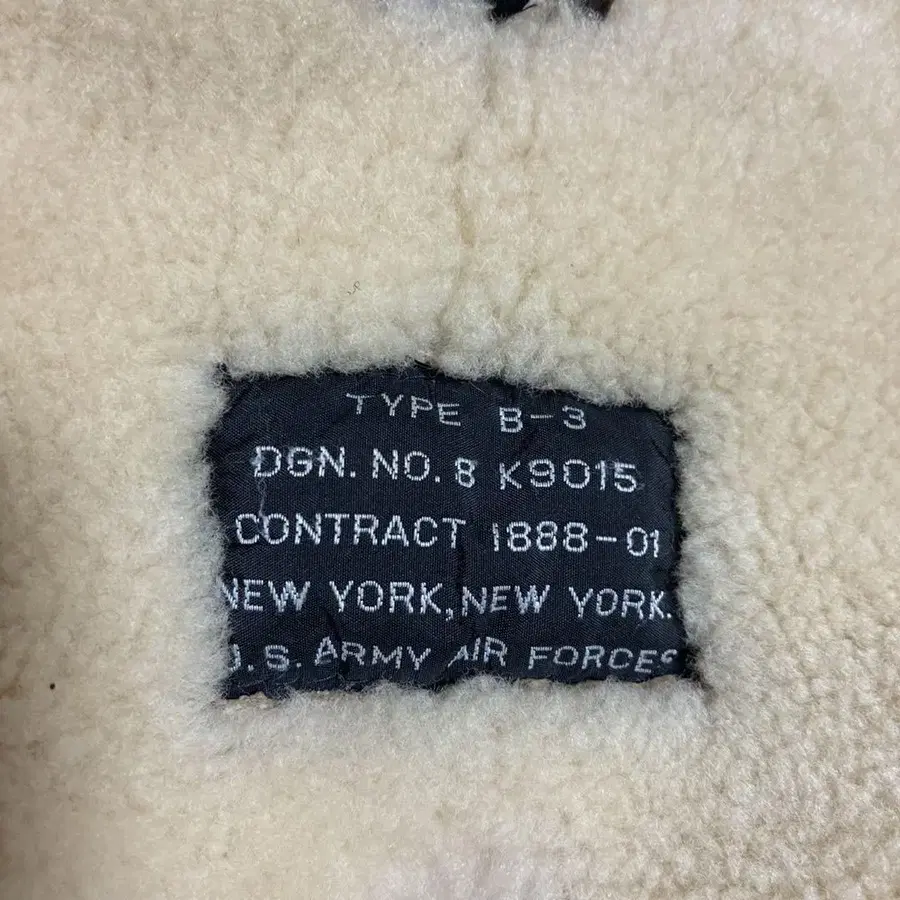 TYPE B-3
DGN. NO. 8 K9015
CONTRACT 1888-01
NEW YORK, NEW YORK.
U.S. ARMY AIR FORCES